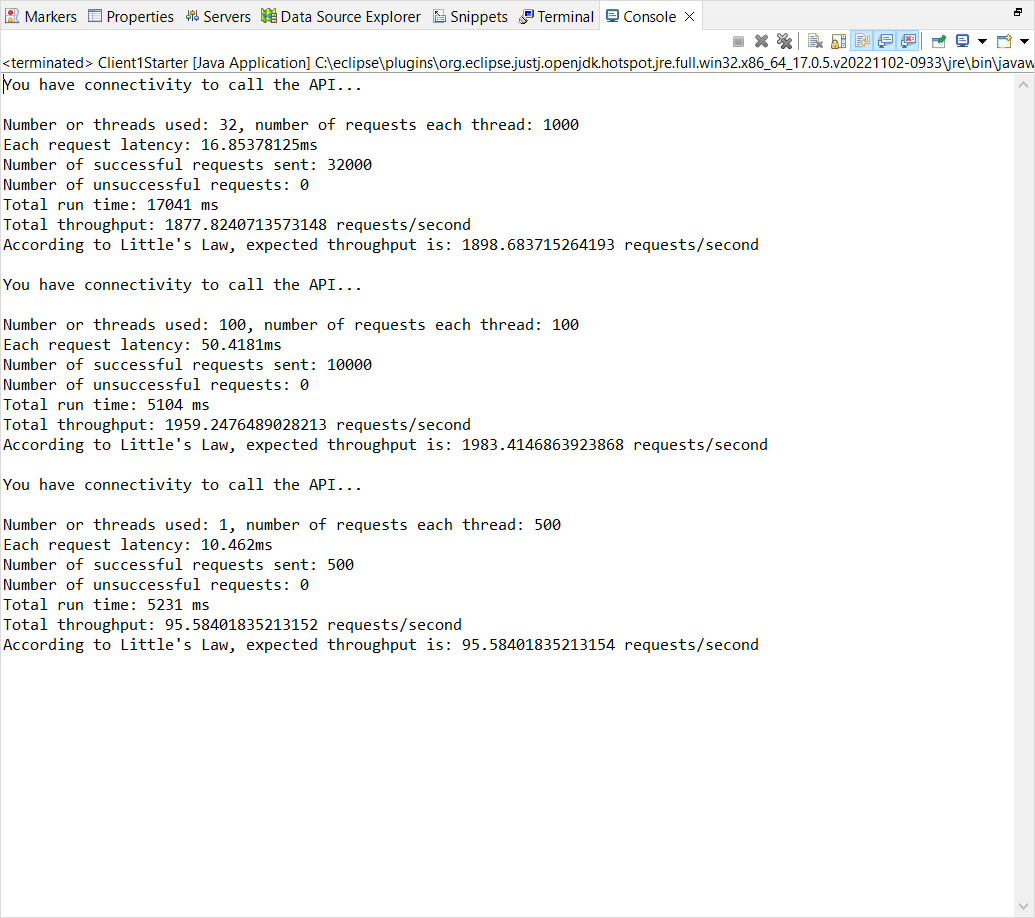 Markers Properties Servers Data Source Explorer Snippets Terminal Console
<terminated> Client1Starter [Java Application] C:\eclipse\plugins\org.eclipse.justj.openjdk.hotspot.jre.full.win32.x86_64_17.0.5.v20221102-0933\jre\bin\javaw
You have connectivity to call the API...
Number or threads used: 32, number of requests each thread: 1000
Each request latency: 16.85378125ms
Number of successful requests sent: 32000
Number of unsuccessful requests: 0
Total run time: 17041 ms
Total throughput: 1877.8240713573148 requests/second
According to Little's Law, expected throughput is: 1898.683715264193 requests/second
You have connectivity to call the API...
Number or threads used: 100, number of requests each thread: 100
Each request latency: 50.4181ms
Number of successful requests sent: 10000
Number of unsuccessful requests: 0
Total run time: 5104 ms
Total throughput: 1959.2476489028213 requests/second
According to Little's Law, expected throughput is: 1983.4146863923868 requests/second
You have connectivity to call the API...
Number or threads used: 1, number of requests each thread: 500
Each request latency: 10.462ms
Number of successful requests sent: 500
Number of unsuccessful requests: 0
Total run time: 5231 ms
Total throughput: 95.58401835213152 requests/second
According to Little's Law, expected throughput is: 95.58401835213154 requests/second